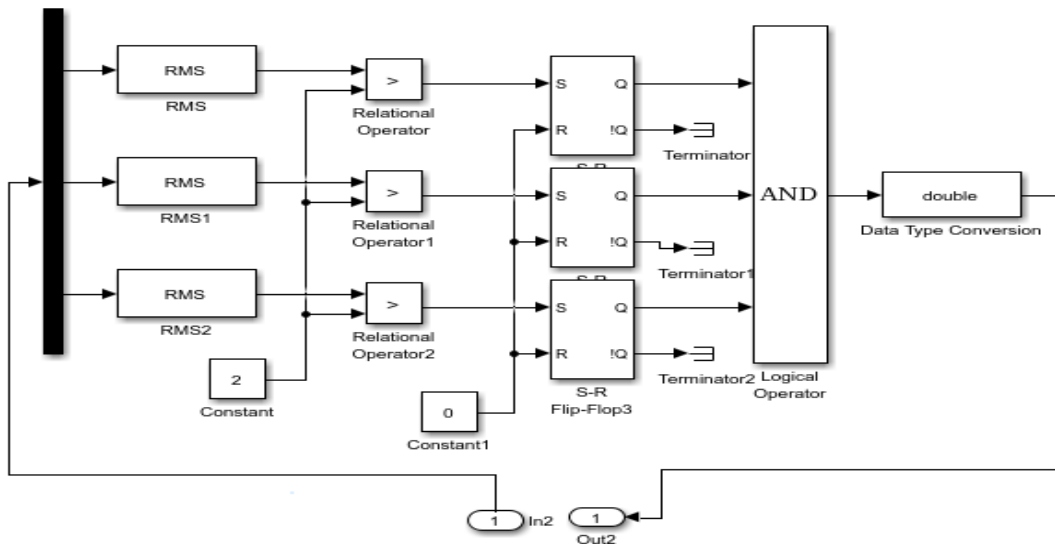 RMS
RMS
>
Relational
Operator
S
Q
R
!Q
S-R
Terminator
RMS
RMS1
>
Relational
Operator1
S
Q
R
!Q
S-R
Terminator1
AND
double
Data Type Conversion
RMS
RMS2
>
Relational
Operator2
S
Q
R
!Q
S-R
Flip-Flop3
Terminator2
Logical
Operator
2
Constant
0
Constant1
1
In2
1
Out2